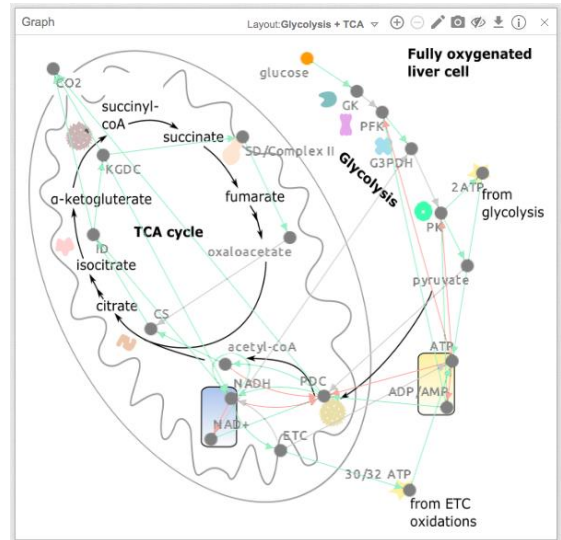 Graph
Layout:Glycolysis + TCA
Fully oxygenated
liver cell
glucose
CO2
GK
PFK
G3PDH
Glycolysis
succinyl-
coA
succinate
SD/Complex II
KGDC
2ATP
from
glycolysis
α-ketogluterate
fumarate
PK
TCA cycle
ID
oxaloacetate
isocitrate
pyruvate
citrate
CS
acetyl-coA
ATP
NADH
PDC
ADP/AMP
NAD+
ETC
30/32 ATP
from ETC
oxidations